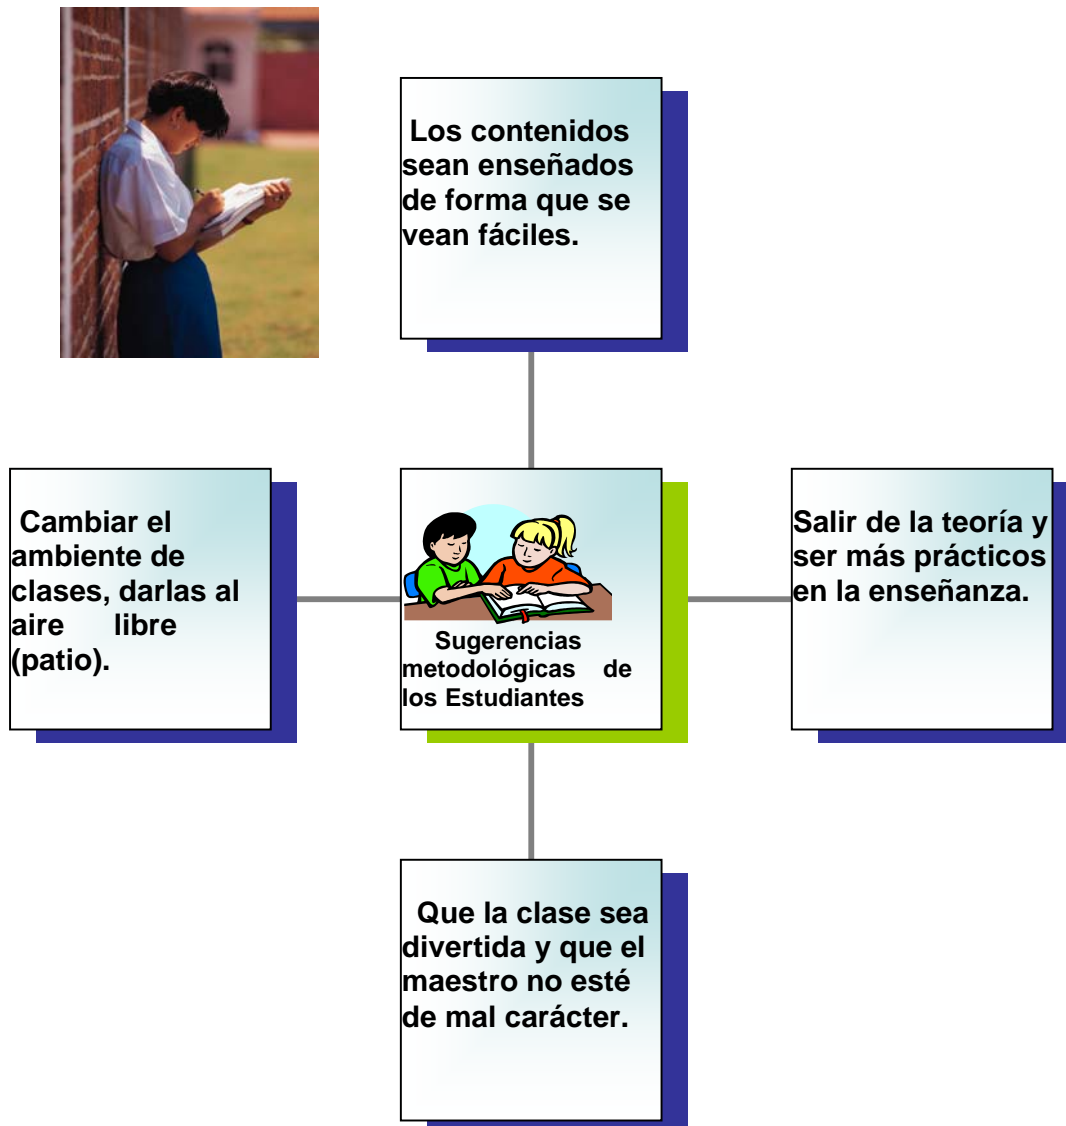 Los contenidos
sean enseñados
de forma que se
vean fáciles.
Cambiar el
ambiente de
clases, darlas al
aire libre
(patio).
Sugerencias
metodológicas de
los Estudiantes
Salir de la teoría y
ser más prácticos
en la enseñanza.
Que la clase sea
divertida y que el
maestro no esté
de mal carácter.